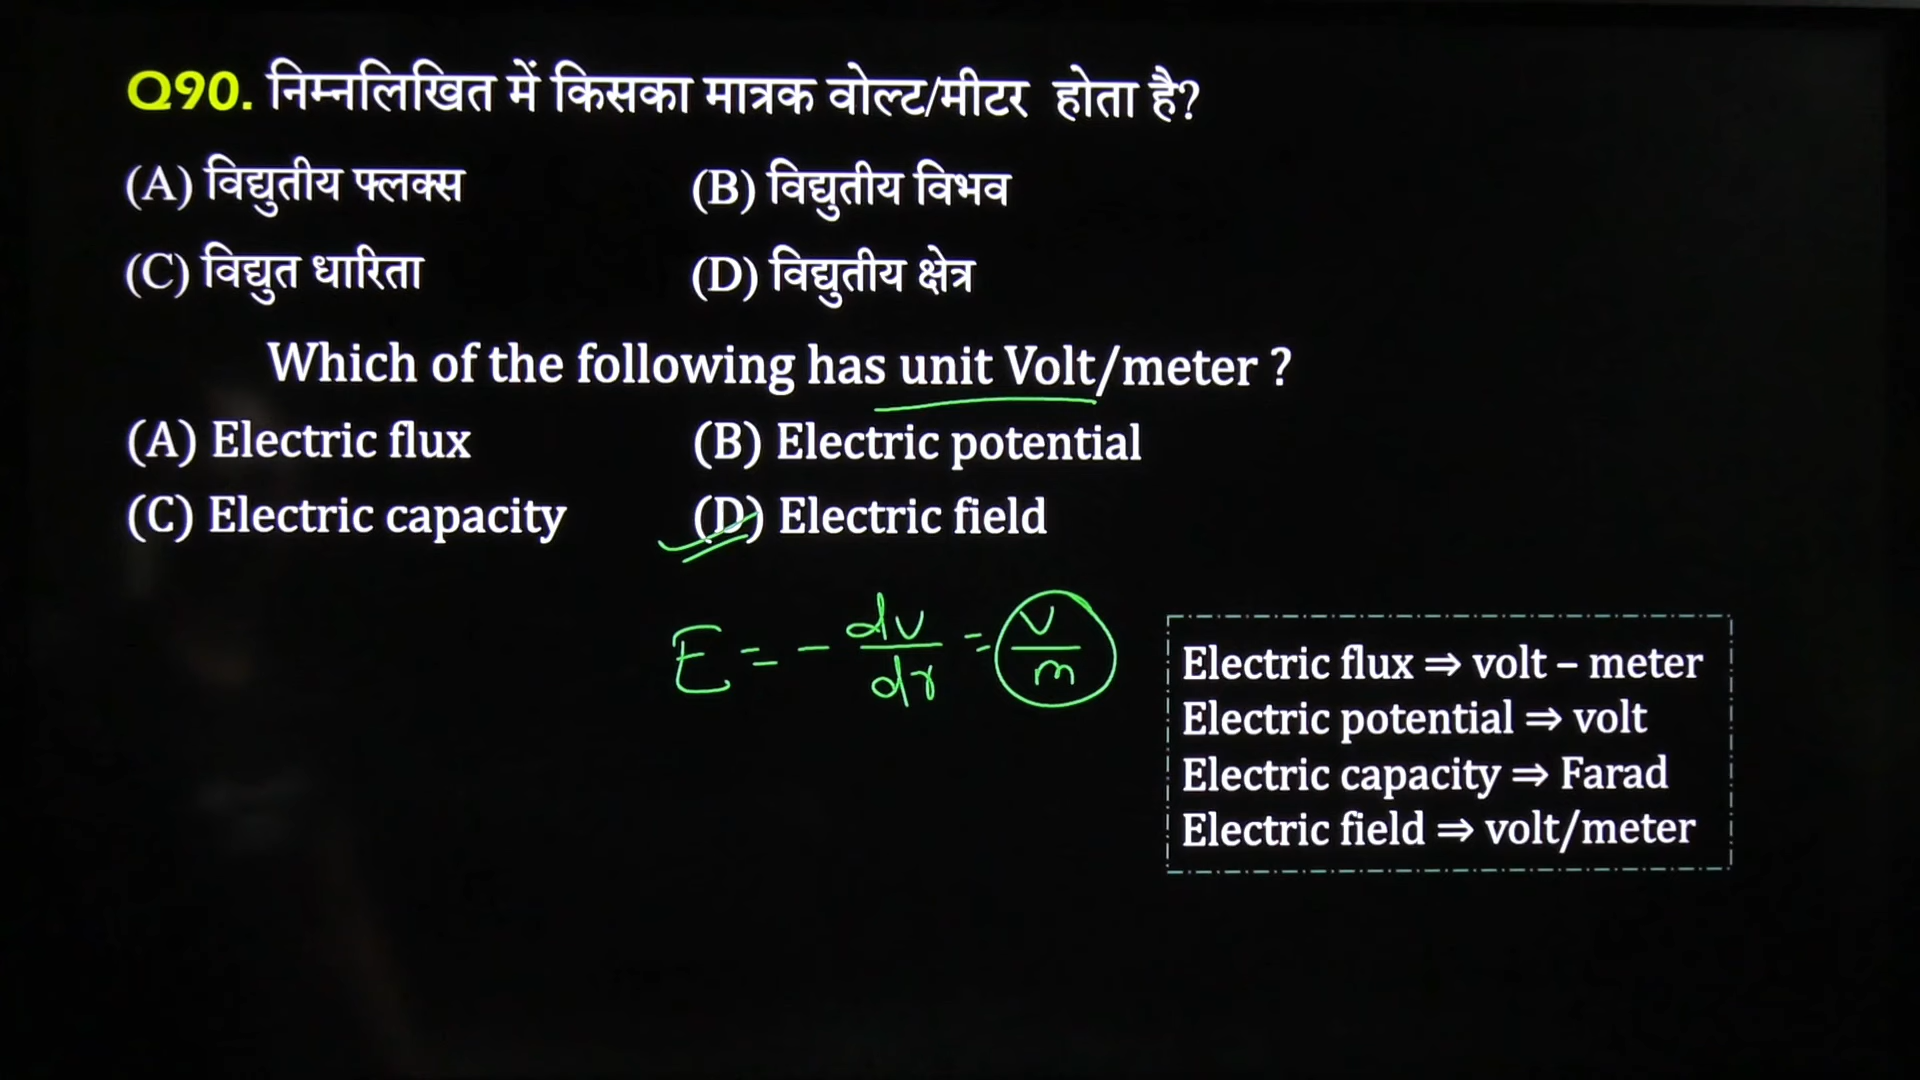 Q90. निम्नलिखित में किसका मात्रक वोल्ट/मीटर होता है?
(A) विद्युतीय फ्लक्स (B) विद्युतीय विभव
(C) विद्युत धारिता (D) विद्युतीय क्षेत्र
Which of the following has unit Volt/meter ?
(A) Electric flux (B) Electric potential
(C) Electric capacity (D) Electric field
E = - dv/dr = v/m
Electric flux ⇒ volt – meter
Electric potential ⇒ volt
Electric capacity ⇒ Farad
Electric field ⇒ volt/meter